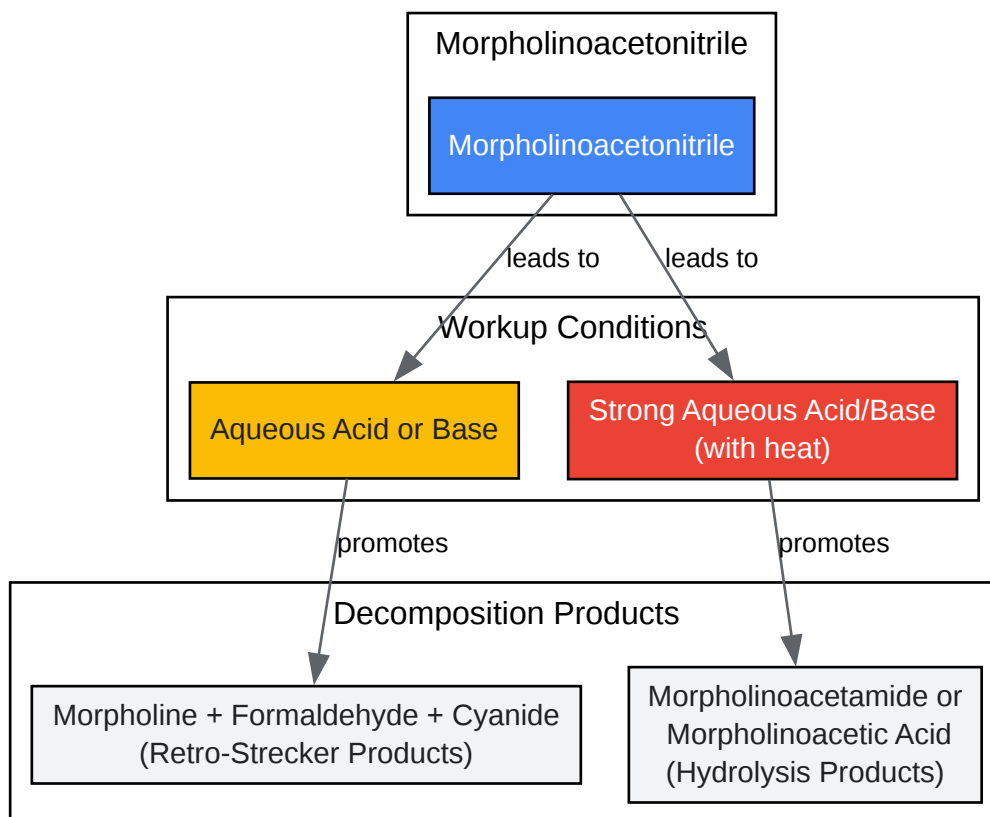 Morpholinoacetonitrile
Morpholinoacetonitrile
leads to
leads to
Workup Conditions
Aqueous Acid or Base
Strong Aqueous Acid/Base
(with heat)
promotes
promotes
Decomposition Products
Morpholine + Formaldehyde + Cyanide
(Retro-Strecker Products)
Morpholinoacetamide or
Morpholinoacetic Acid
(Hydrolysis Products)